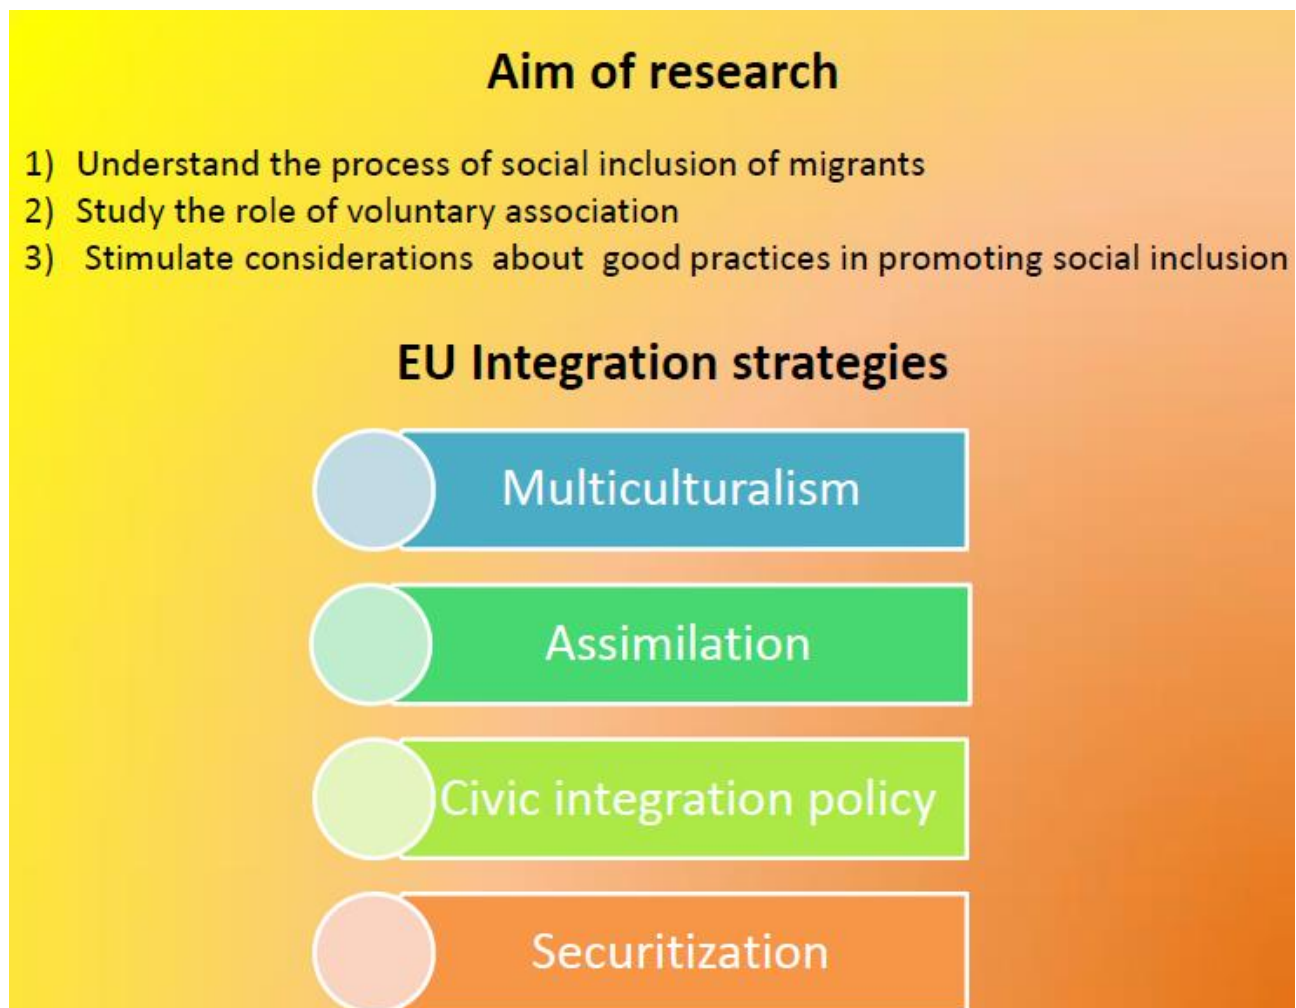 Aim of research
1) Understand the process of social inclusion of migrants
2) Study the role of voluntary association
3) Stimulate considerations about good practices in promoting social inclusion
EU Integration strategies
Multiculturalism
Assimilation
Civic integration policy
Securitization